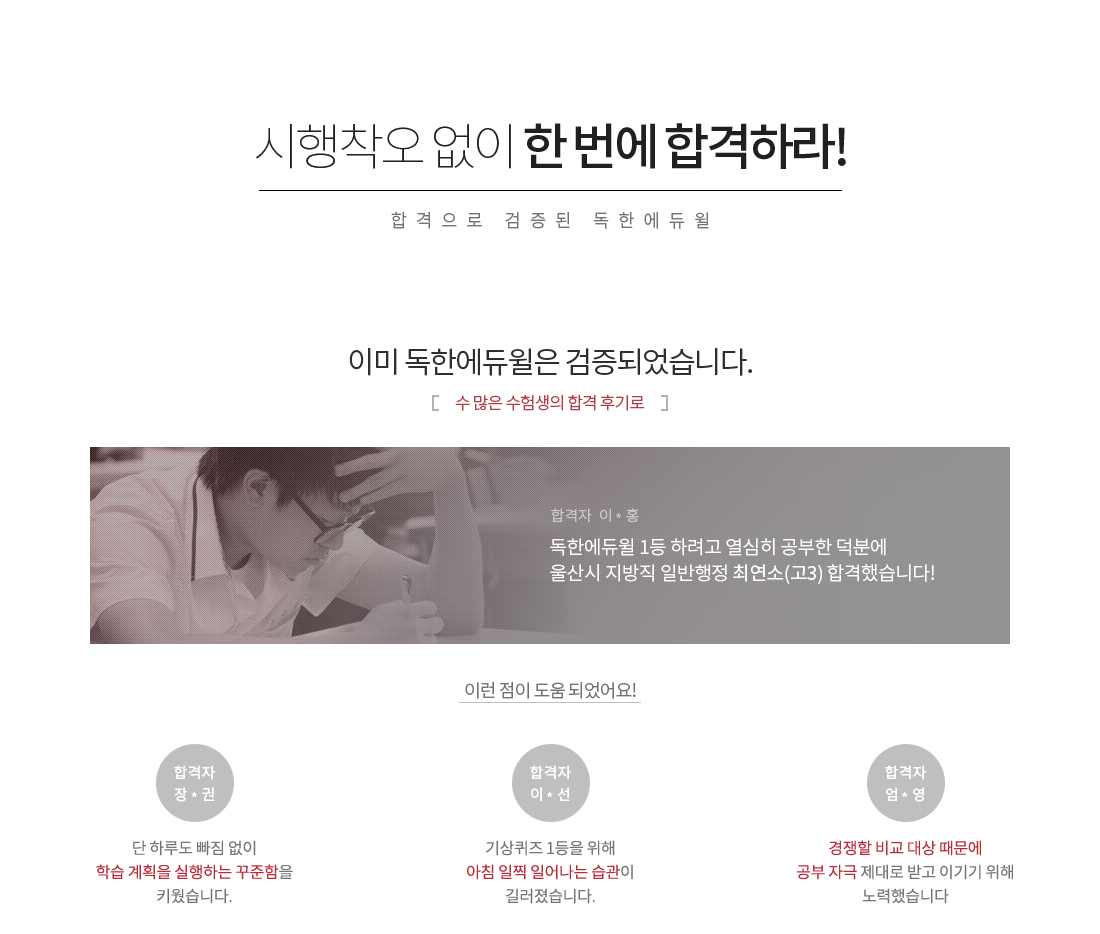 시행착오 없이 한 번에 합격하라!
합격으로 검증된 독한에듀윌
이미 독한에듀윌은 검증되었습니다.
[ 수 많은 수험생의 합격 후기로 ]
합격자 이*홍
독한에듀윌 1등 하려고 열심히 공부한 덕분에
울산시 지방직 일반행정 최연소(고3) 합격했습니다!
이런 점이 도움 되었어요!
합격자
장*권
단 하루도 빠짐 없이
학습 계획을 실행하는 꾸준함을
키웠습니다.
합격자
이*선
기상퀴즈 1등을 위해
아침 일찍 일어나는 습관이
길러졌습니다.
합격자
엄*영
경쟁할 비교 대상 때문에
공부 자극 제대로 받고 이기기 위해
노력했습니다